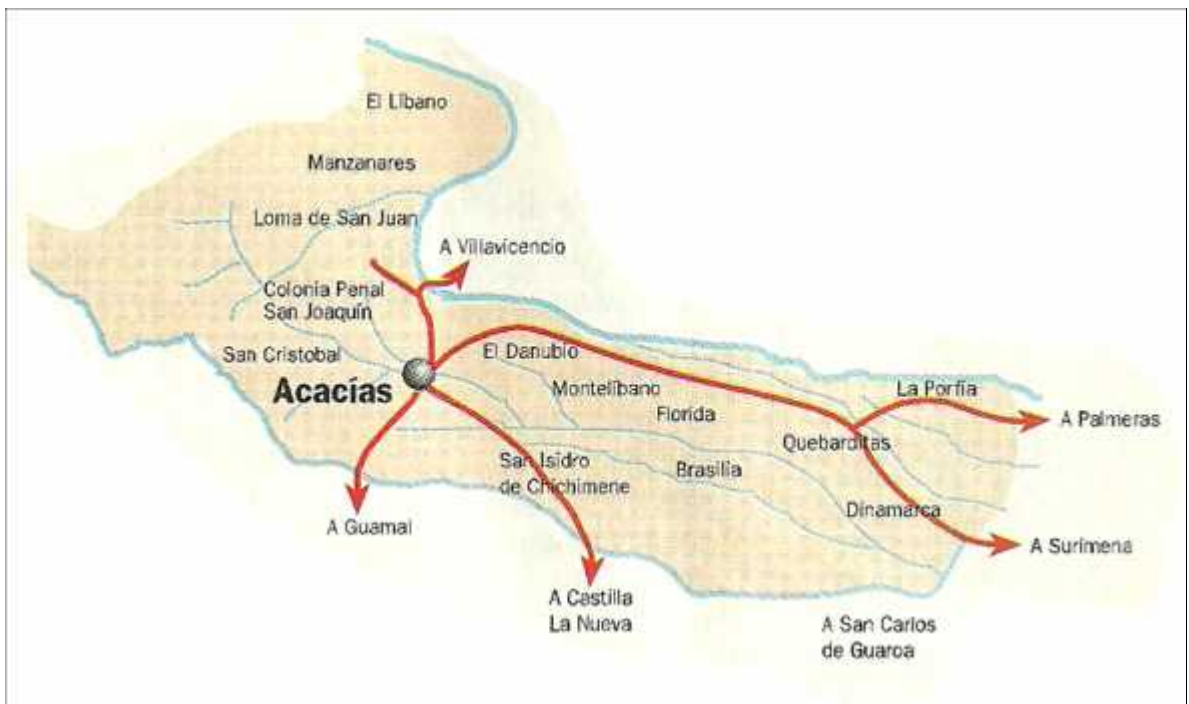 El Líbano
Manzanares
Loma de San Juan
A Villavicencio
Colonia Penal
San Joaquín
San Cristobal
El Danubio
Acacías
Montelíbano
La Porfía
Florida
A Palmeras
Quebarditas
San Isidro
de Chichimene
Brasilia
Dinamarca
A Guamal
A Surimena
A Castilla
La Nueva
A San Carlos
de Guaroa